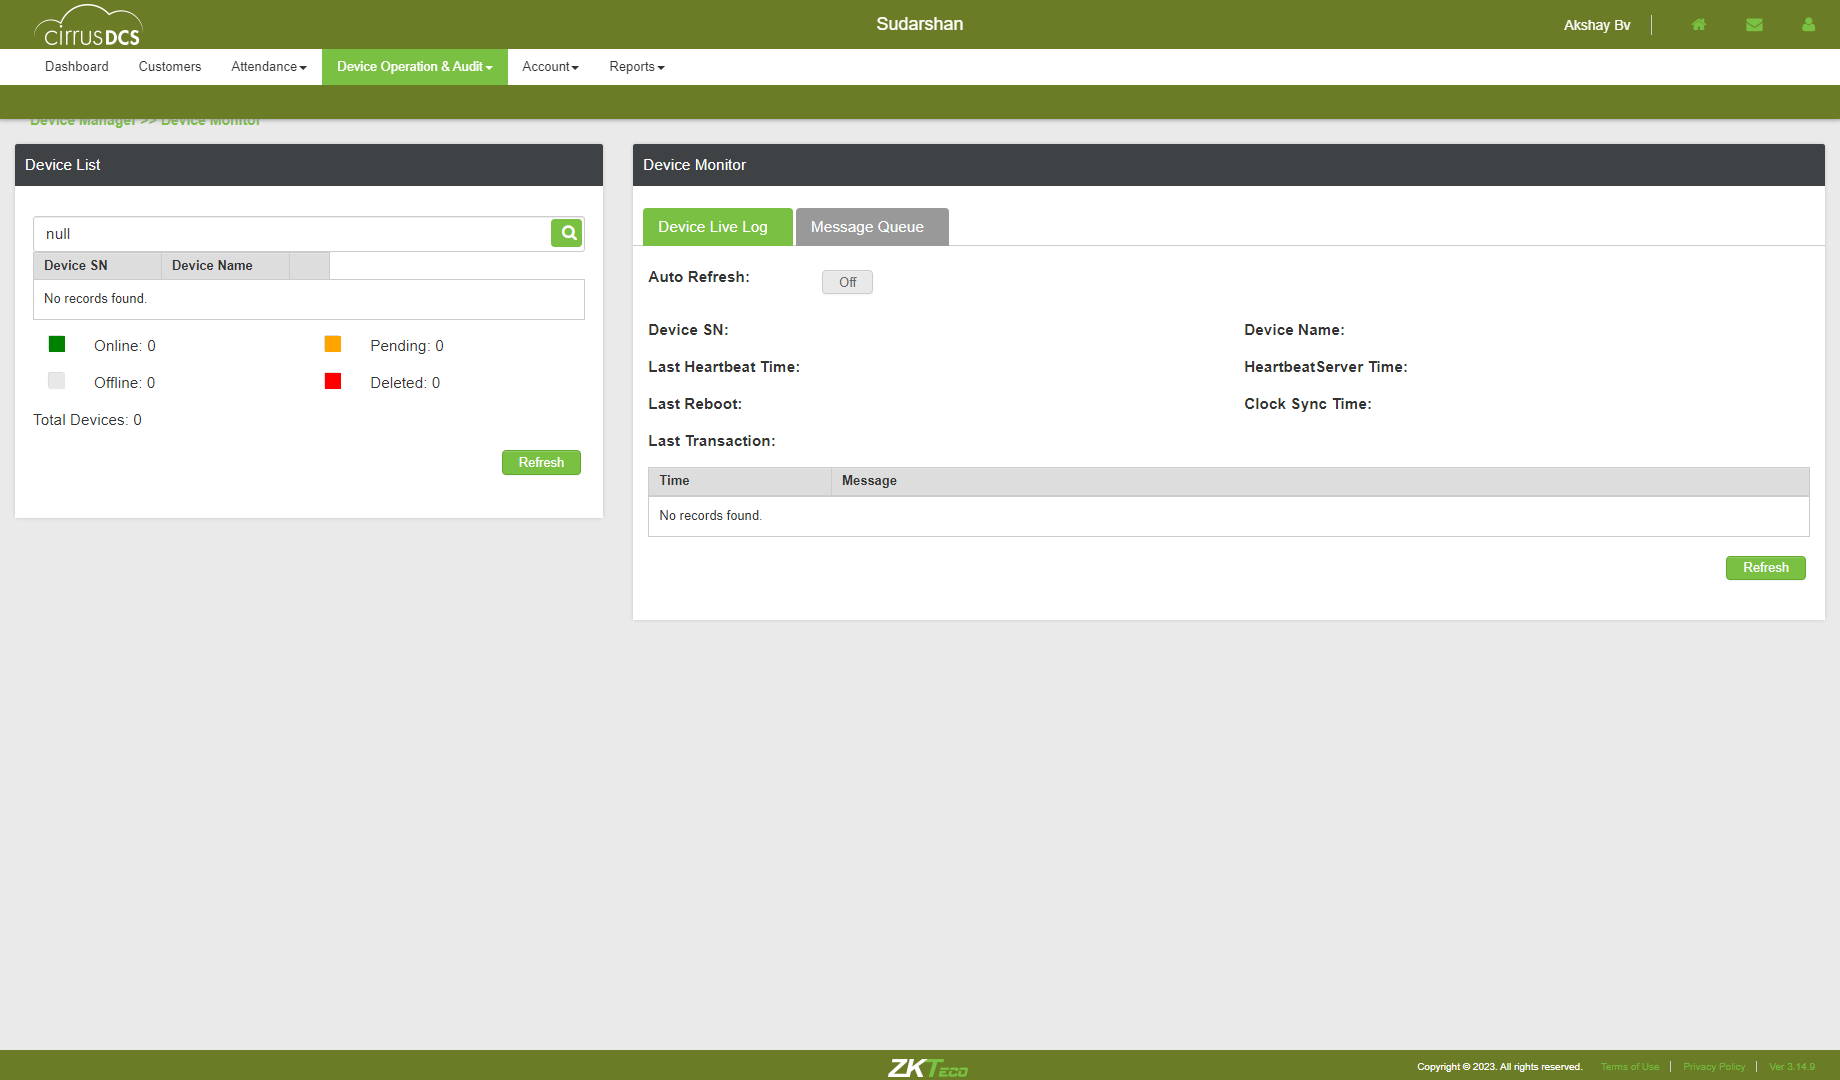 cirrusDCS
Sudarshan
Akshay Bv
Dashboard Customers Attendance Device Operation & Audit Account Reports
Device Manager >> Device Monitor
Device List
null
Device SN Device Name
No records found.
Online: 0 Pending: 0
Offline: 0 Deleted: 0
Total Devices: 0
Refresh
Device Monitor
Device Live Log Message Queue
Auto Refresh: Off
Device SN: Device Name:
Last Heartbeat Time: HeartbeatServer Time:
Last Reboot: Clock Sync Time:
Last Transaction:
Time Message
No records found.
Refresh
ZKTeco
Copyright © 2023. All rights reserved. Terms of Use | Privacy Policy | Ver 3.14.9